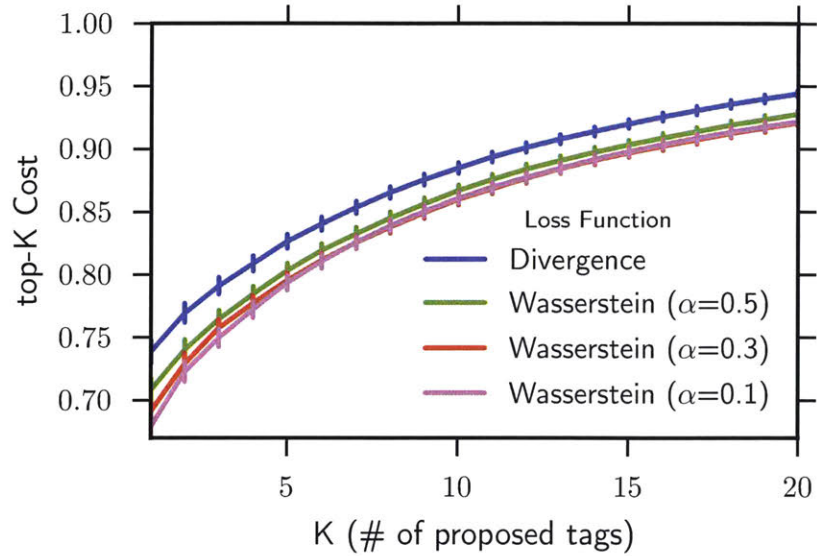 1.00
0.95
0.90
0.85
0.80
0.75
0.70
top-K Cost
Loss Function
Divergence
Wasserstein (α=0.5)
Wasserstein (α=0.3)
Wasserstein (α=0.1)
5 10 15 20
K (# of proposed tags)